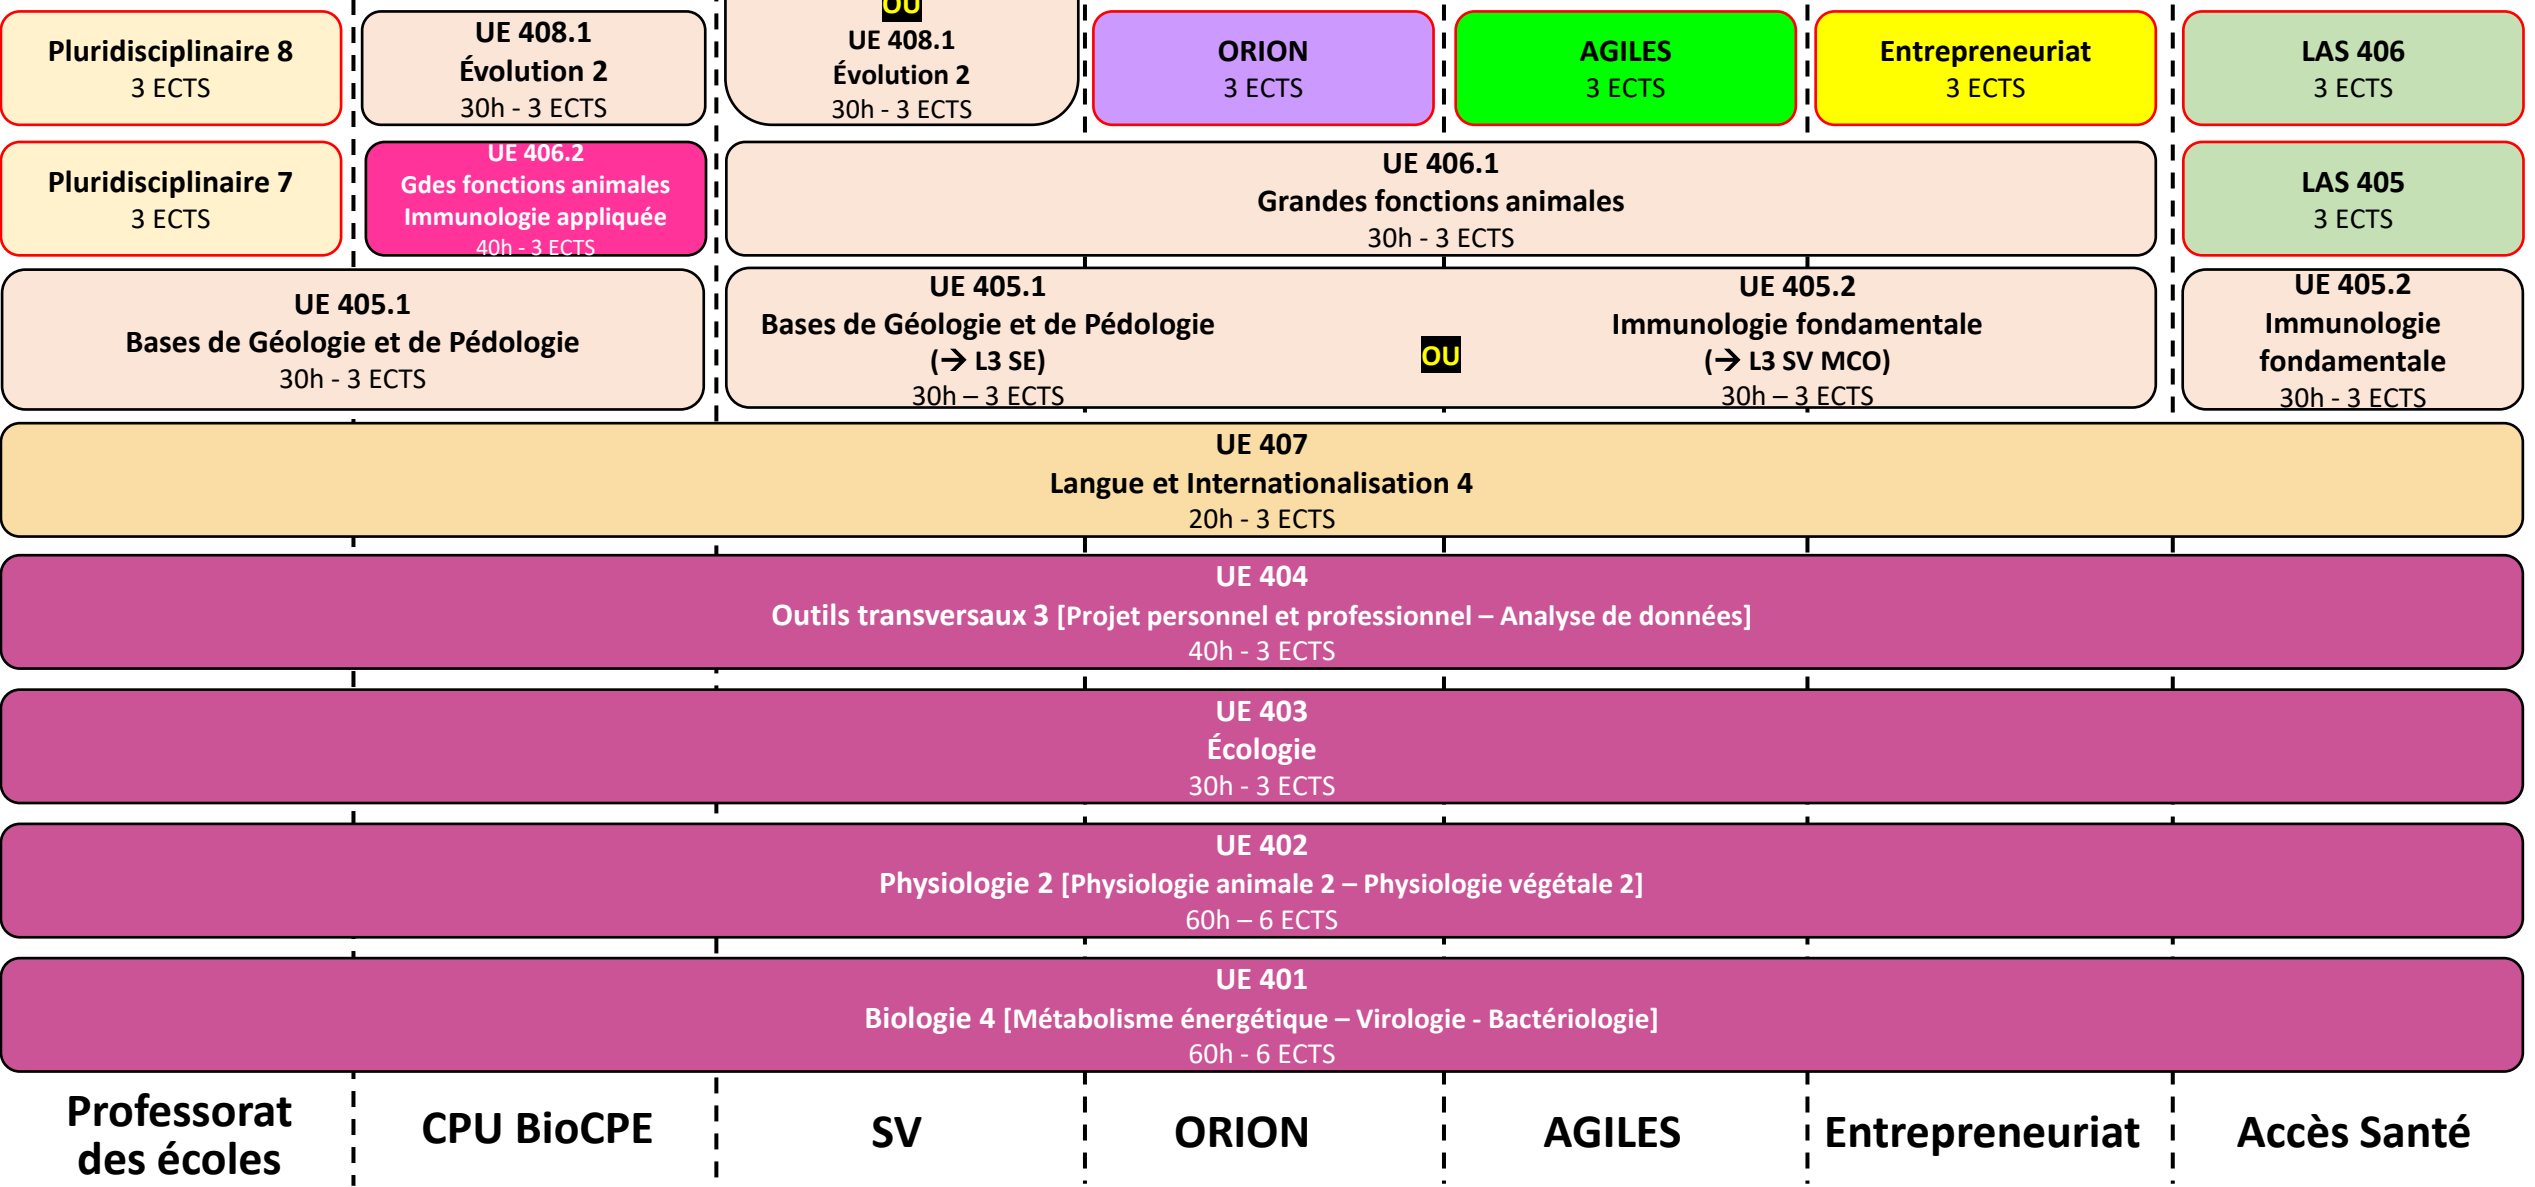 OU
Pluridisciplinaire 8
3 ECTS
UE 408.1
Évolution 2
30h - 3 ECTS
UE 408.1
Évolution 2
30h - 3 ECTS
ORION
3 ECTS
AGILES
3 ECTS
Entrepreneuriat
3 ECTS
LAS 406
3 ECTS
Pluridisciplinaire 7
3 ECTS
UE 406.2
Gdes fonctions animales
Immunologie appliquée
40h - 3 ECTS
UE 406.1
Grandes fonctions animales
30h - 3 ECTS
LAS 405
3 ECTS
UE 405.1
Bases de Géologie et de Pédologie
30h - 3 ECTS
UE 405.1
Bases de Géologie et de Pédologie
(→ L3 SE)
30h – 3 ECTS
OU
UE 405.2
Immunologie fondamentale
(→ L3 SV MCO)
30h – 3 ECTS
UE 405.2
Immunologie
fondamentale
30h - 3 ECTS
UE 407
Langue et Internationalisation 4
20h - 3 ECTS
UE 404
Outils transversaux 3 [Projet personnel et professionnel – Analyse de données]
40h - 3 ECTS
UE 403
Écologie
30h - 3 ECTS
UE 402
Physiologie 2 [Physiologie animale 2 – Physiologie végétale 2]
60h – 6 ECTS
UE 401
Biologie 4 [Métabolisme énergétique – Virologie - Bactériologie]
60h - 6 ECTS
Professorat
des écoles
CPU BioCPE
SV
ORION
AGILES
Entrepreneuriat
Accès Santé